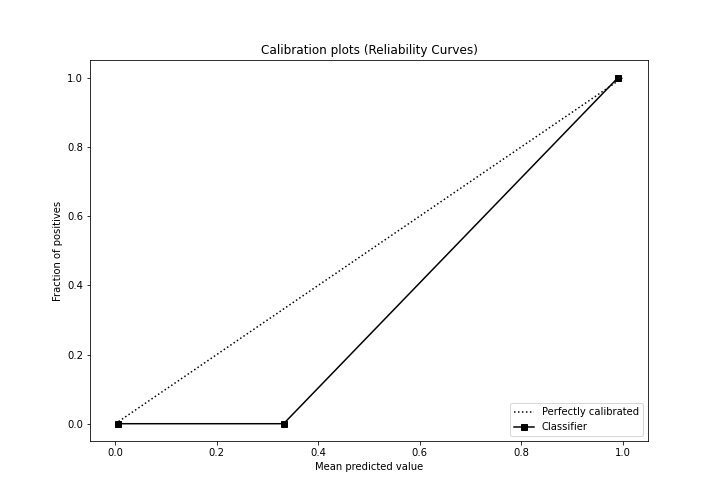 Calibration plots (Reliability Curves)
1.0
0.8
0.6
0.4
0.2
0.0
Fraction of positives
Perfectly calibrated
Classifier
0.0 0.2 0.4 0.6 0.8 1.0
Mean predicted value